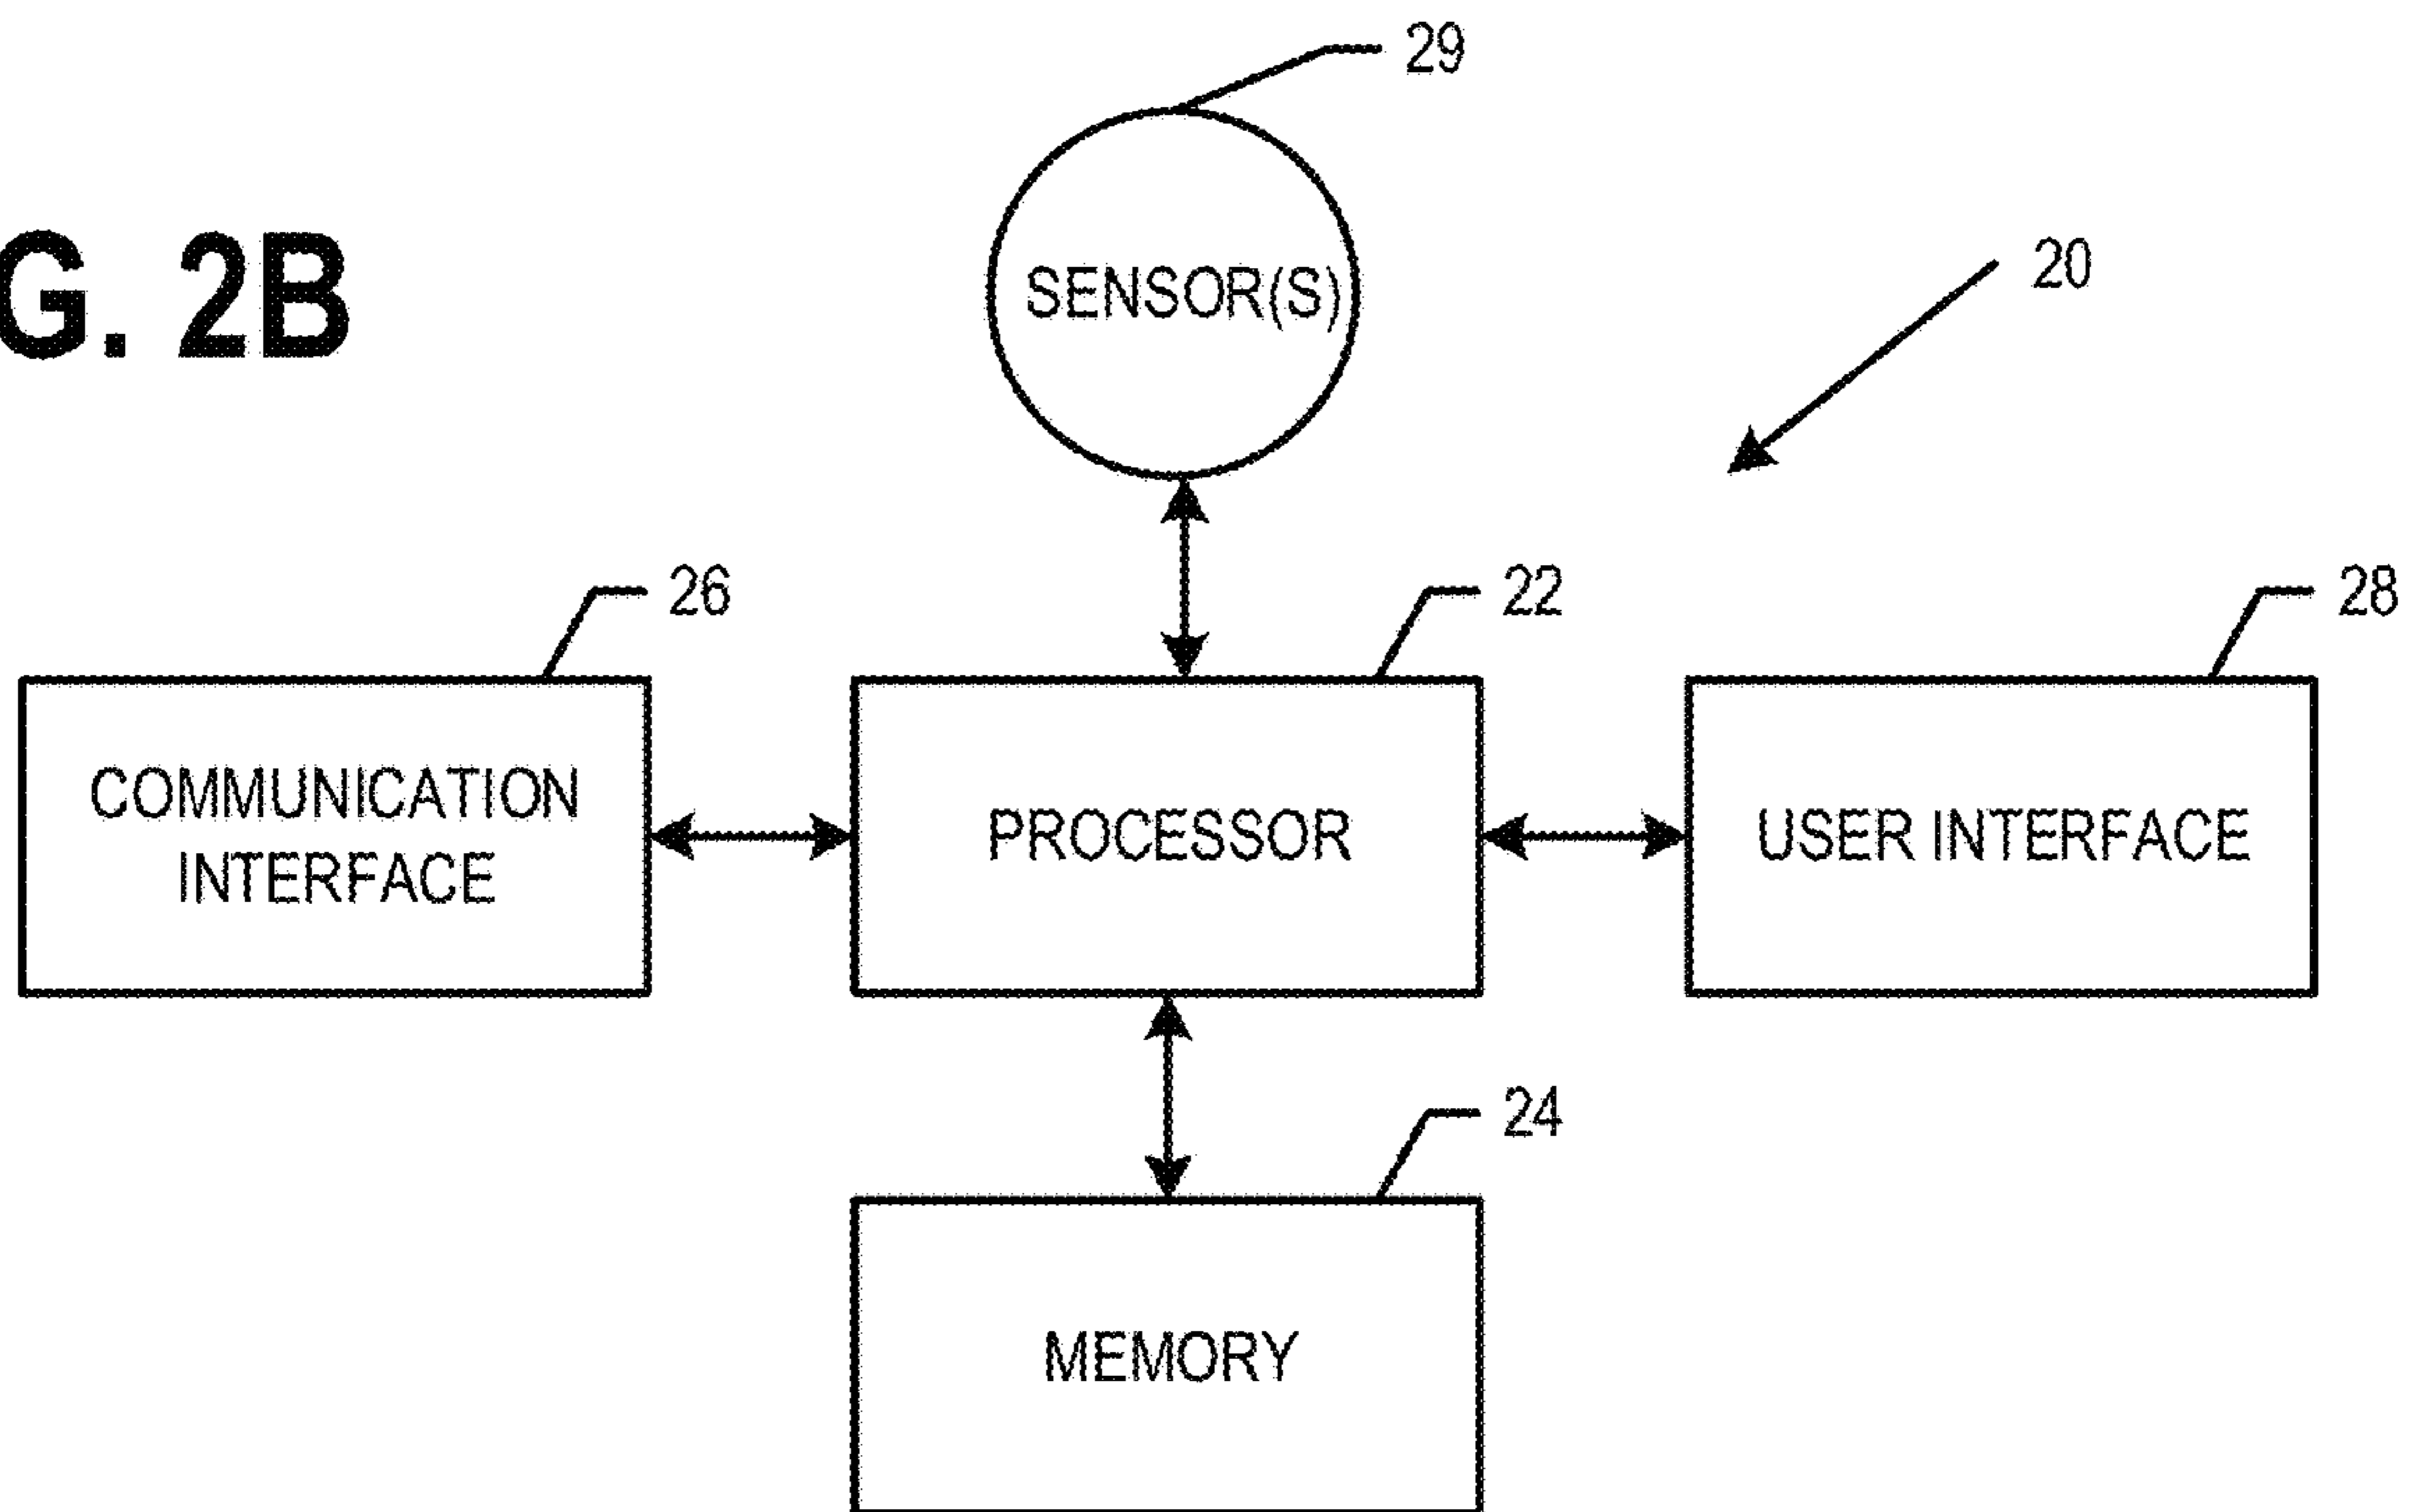 29
G. 2B
SENSOR(S)
20
26
22
28
COMMUNICATION
INTERFACE
PROCESSOR
USER INTERFACE
24
MEMORY